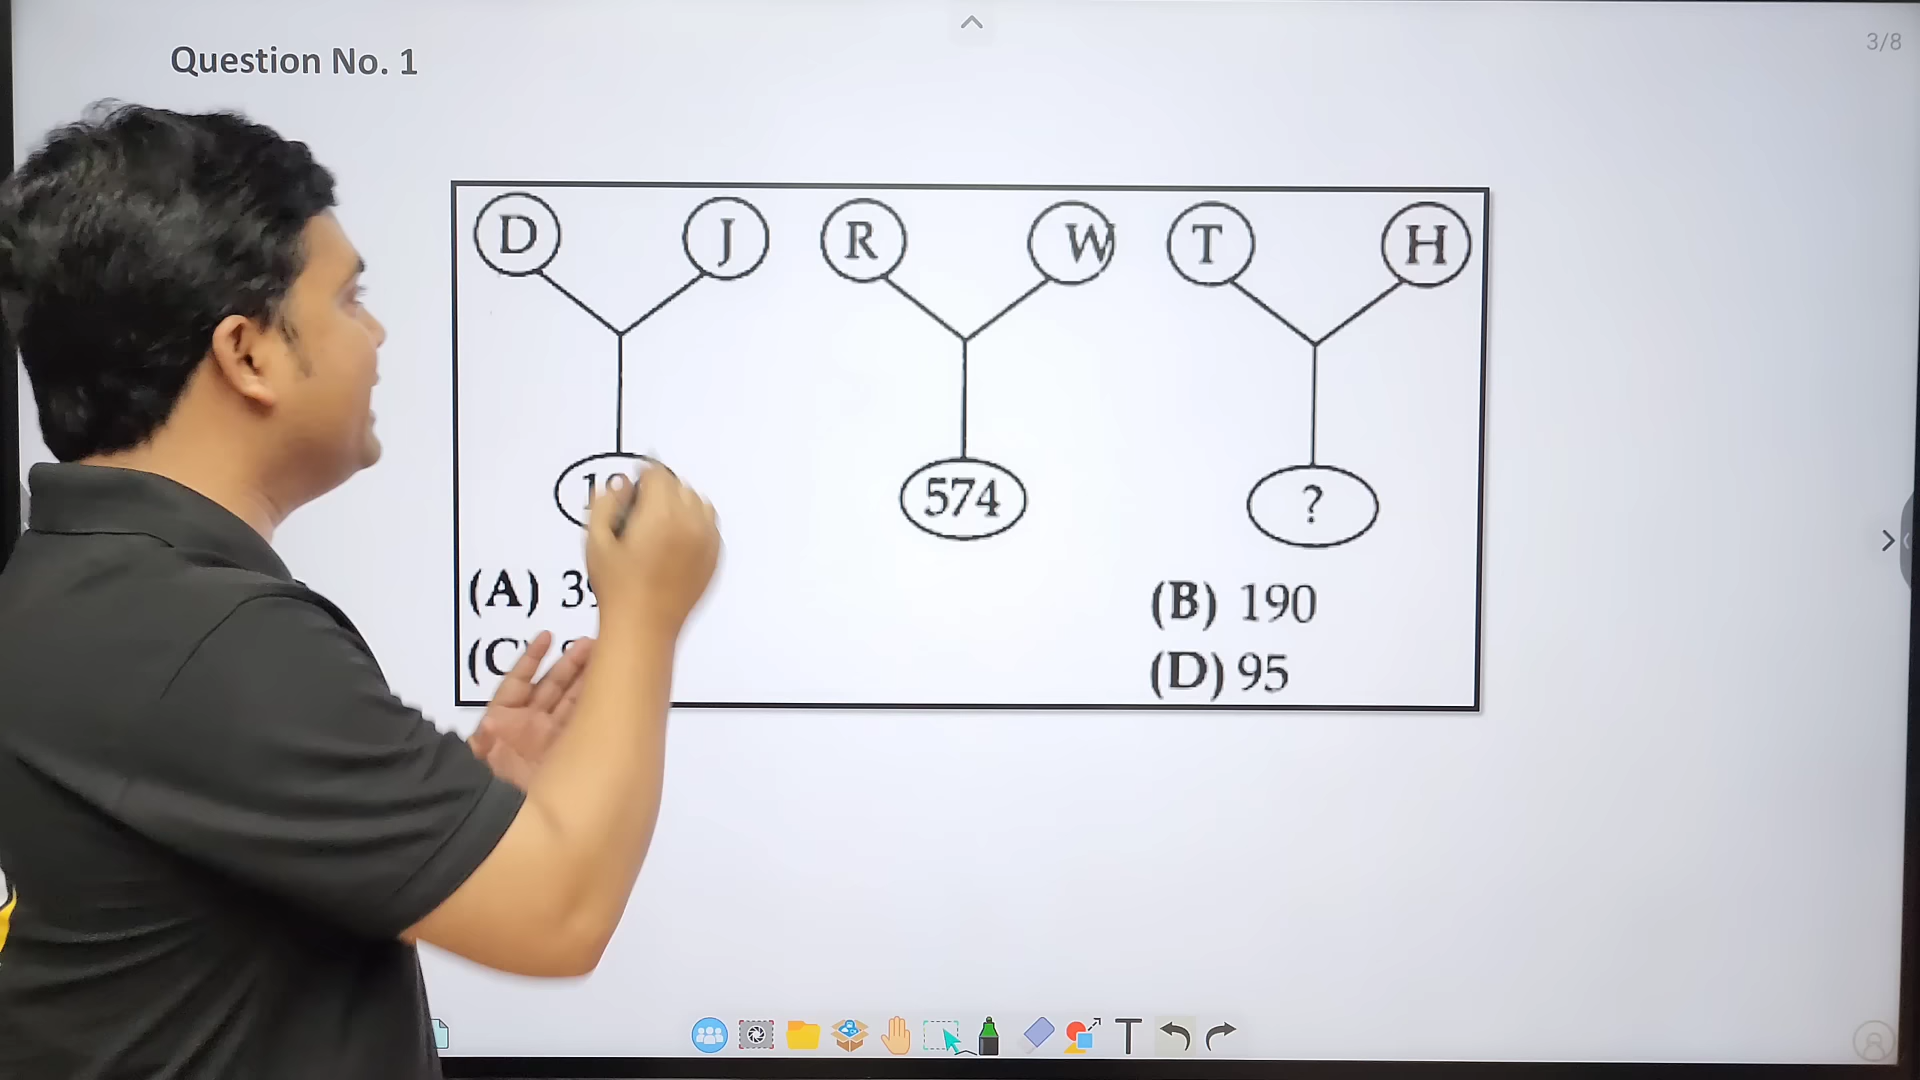 Question No. 1
3/8
D J R W T H
574 ?
(A)
(B) 190
(C)
(D) 95